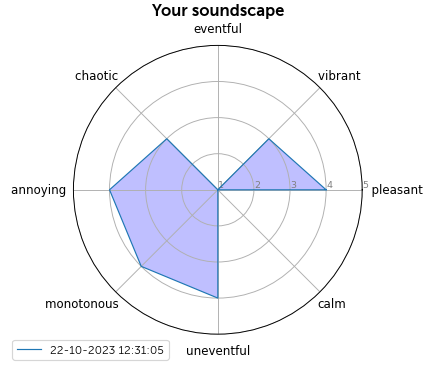 Your soundscape
eventful
chaotic
vibrant
annoying
1 2 3 4 5
pleasant
monotonous
calm
uneventful
22-10-2023 12:31:05